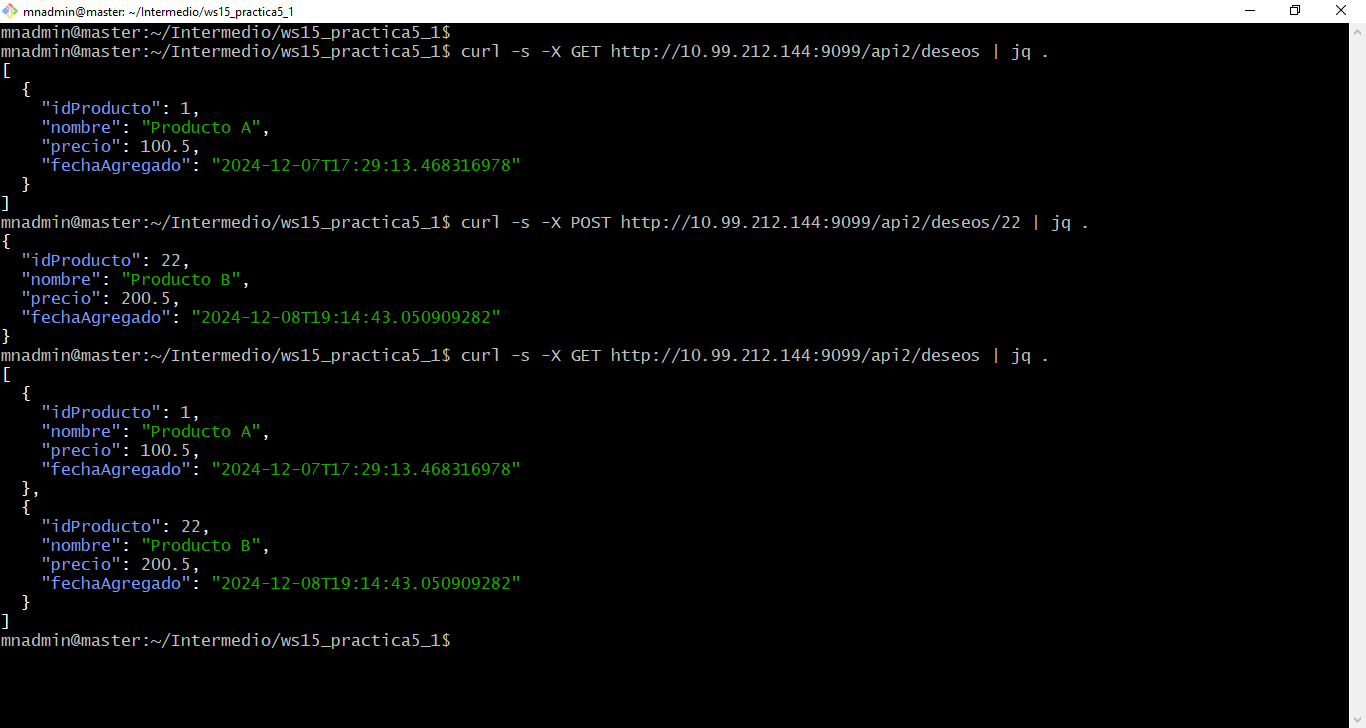 mnadmin@master: ~/Intermedio/ws15_practica5_1
mnadmin@master:~/Intermedio/ws15_practica5_1$
mnadmin@master:~/Intermedio/ws15_practica5_1$ curl -s -X GET http://10.99.212.144:9099/api2/deseos | jq .
[
  {
    "idProducto": 1,
    "nombre": "Producto A",
    "precio": 100.5,
    "fechaAgregado": "2024-12-07T17:29:13.468316978"
  }
]
mnadmin@master:~/Intermedio/ws15_practica5_1$ curl -s -X POST http://10.99.212.144:9099/api2/deseos/22 | jq .
{
  "idProducto": 22,
  "nombre": "Producto B",
  "precio": 200.5,
  "fechaAgregado": "2024-12-08T19:14:43.050909282"
}
mnadmin@master:~/Intermedio/ws15_practica5_1$ curl -s -X GET http://10.99.212.144:9099/api2/deseos | jq .
[
  {
    "idProducto": 1,
    "nombre": "Producto A",
    "precio": 100.5,
    "fechaAgregado": "2024-12-07T17:29:13.468316978"
  },
  {
    "idProducto": 22,
    "nombre": "Producto B",
    "precio": 200.5,
    "fechaAgregado": "2024-12-08T19:14:43.050909282"
  }
]
mnadmin@master:~/Intermedio/ws15_practica5_1$